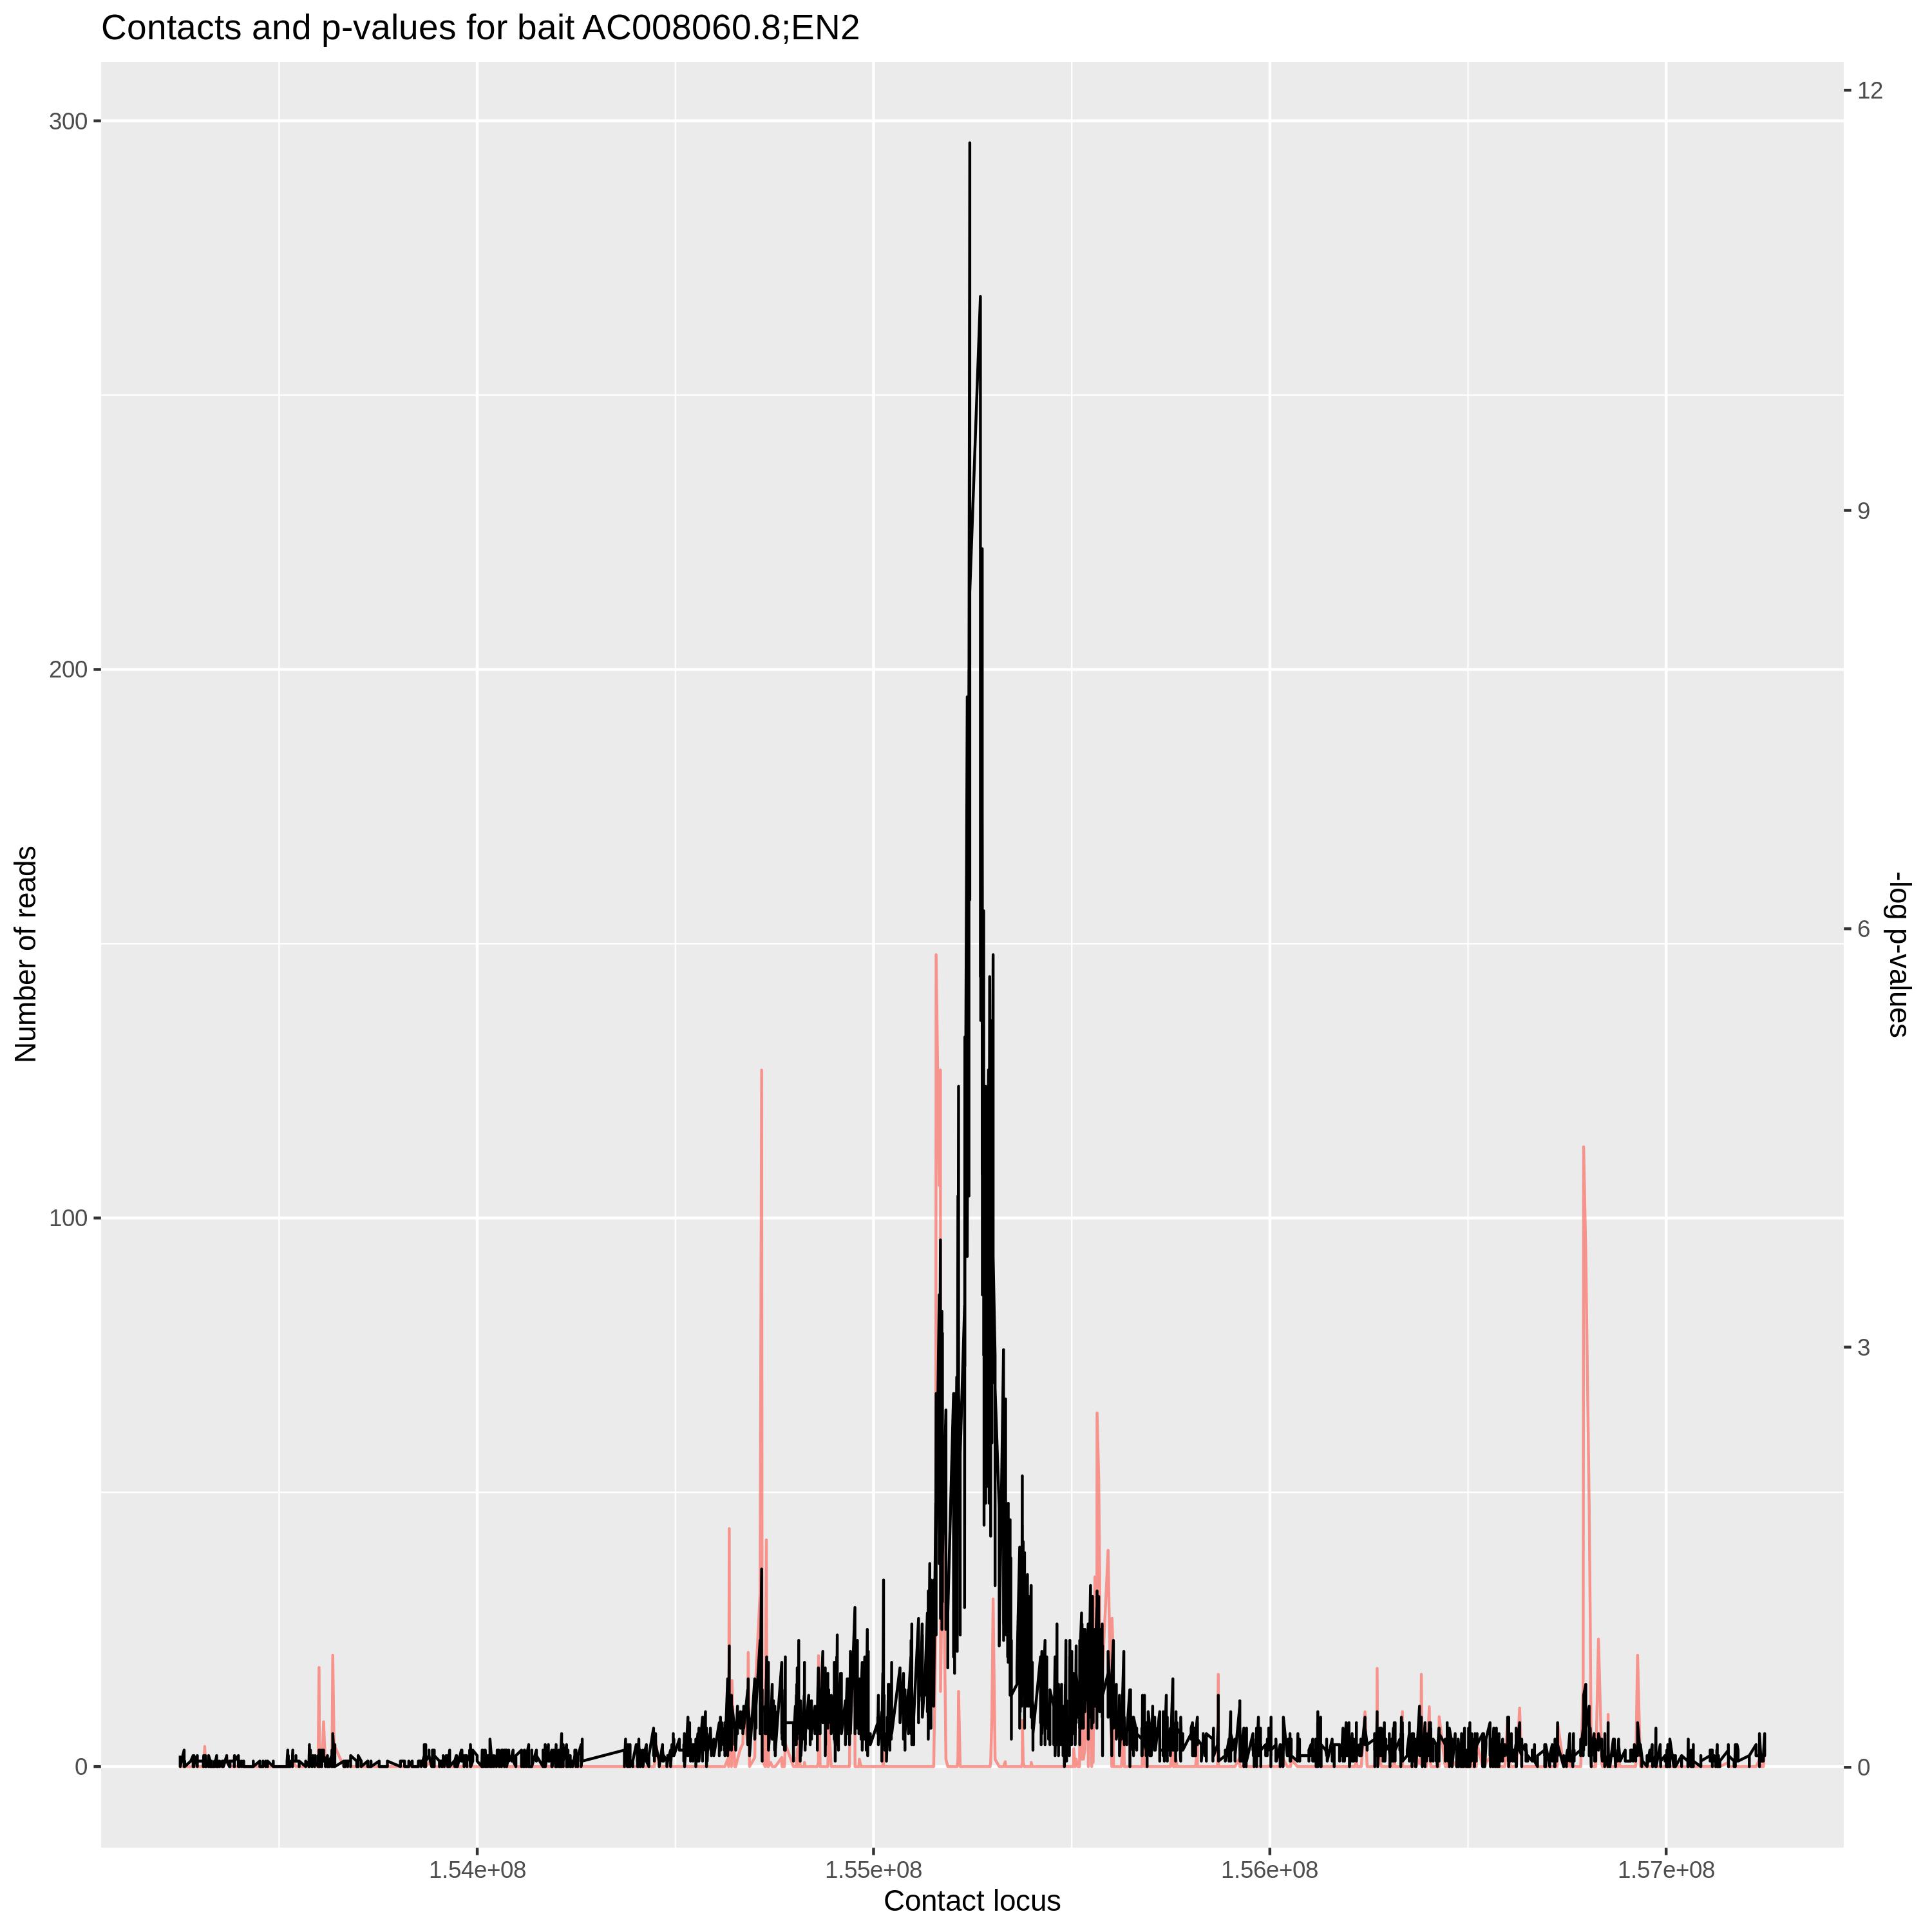 Contacts and p-values for bait AC008060.8;EN2
300
200
100
0
Number of reads
12
9
6
3
0
-log p-values
1.54e+08
1.55e+08
1.56e+08
1.57e+08
Contact locus